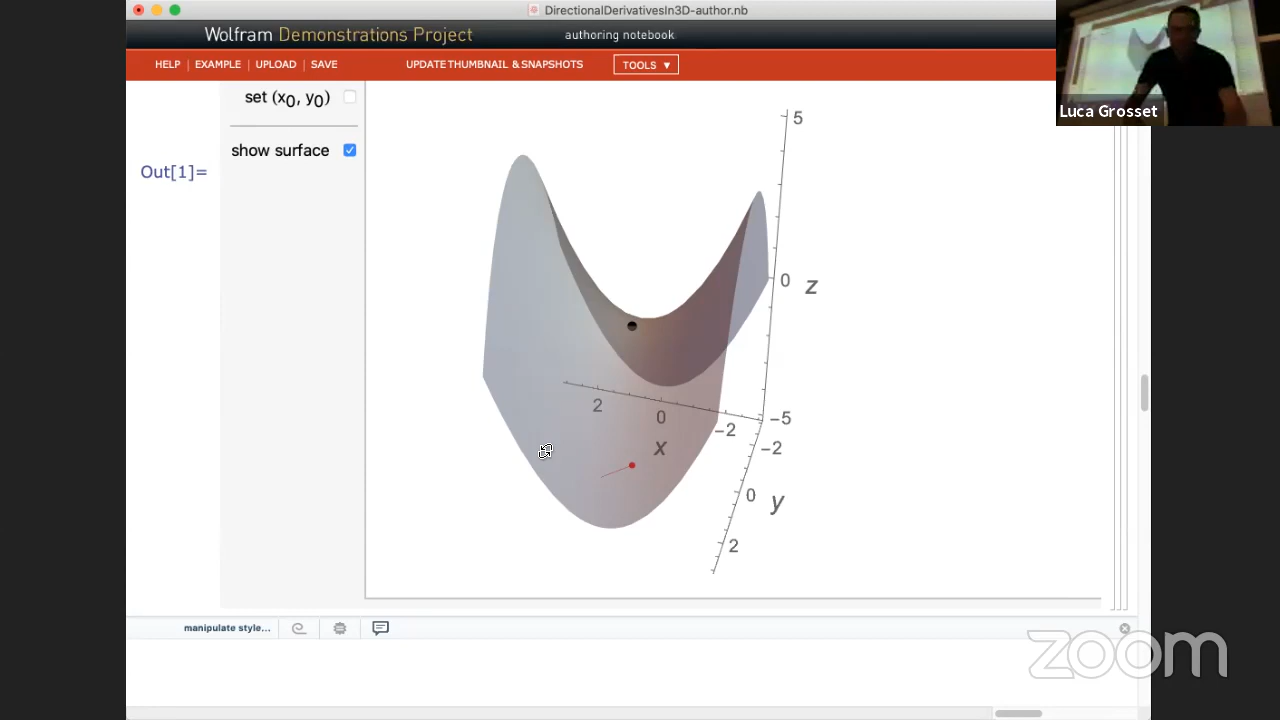 DirectionalDerivativesIn3D-author.nb
Wolfram Demonstrations Project authoring notebook
HELP | EXAMPLE | UPLOAD | SAVE UPDATE THUMBNAIL & SNAPSHOTS TOOLS ▼
Luca Grosset
set (x0, y0)
show surface
Out[1]=
5
0 z
-5
2
0
-2
x
-2
0 y
2
manipulate style...
zoom